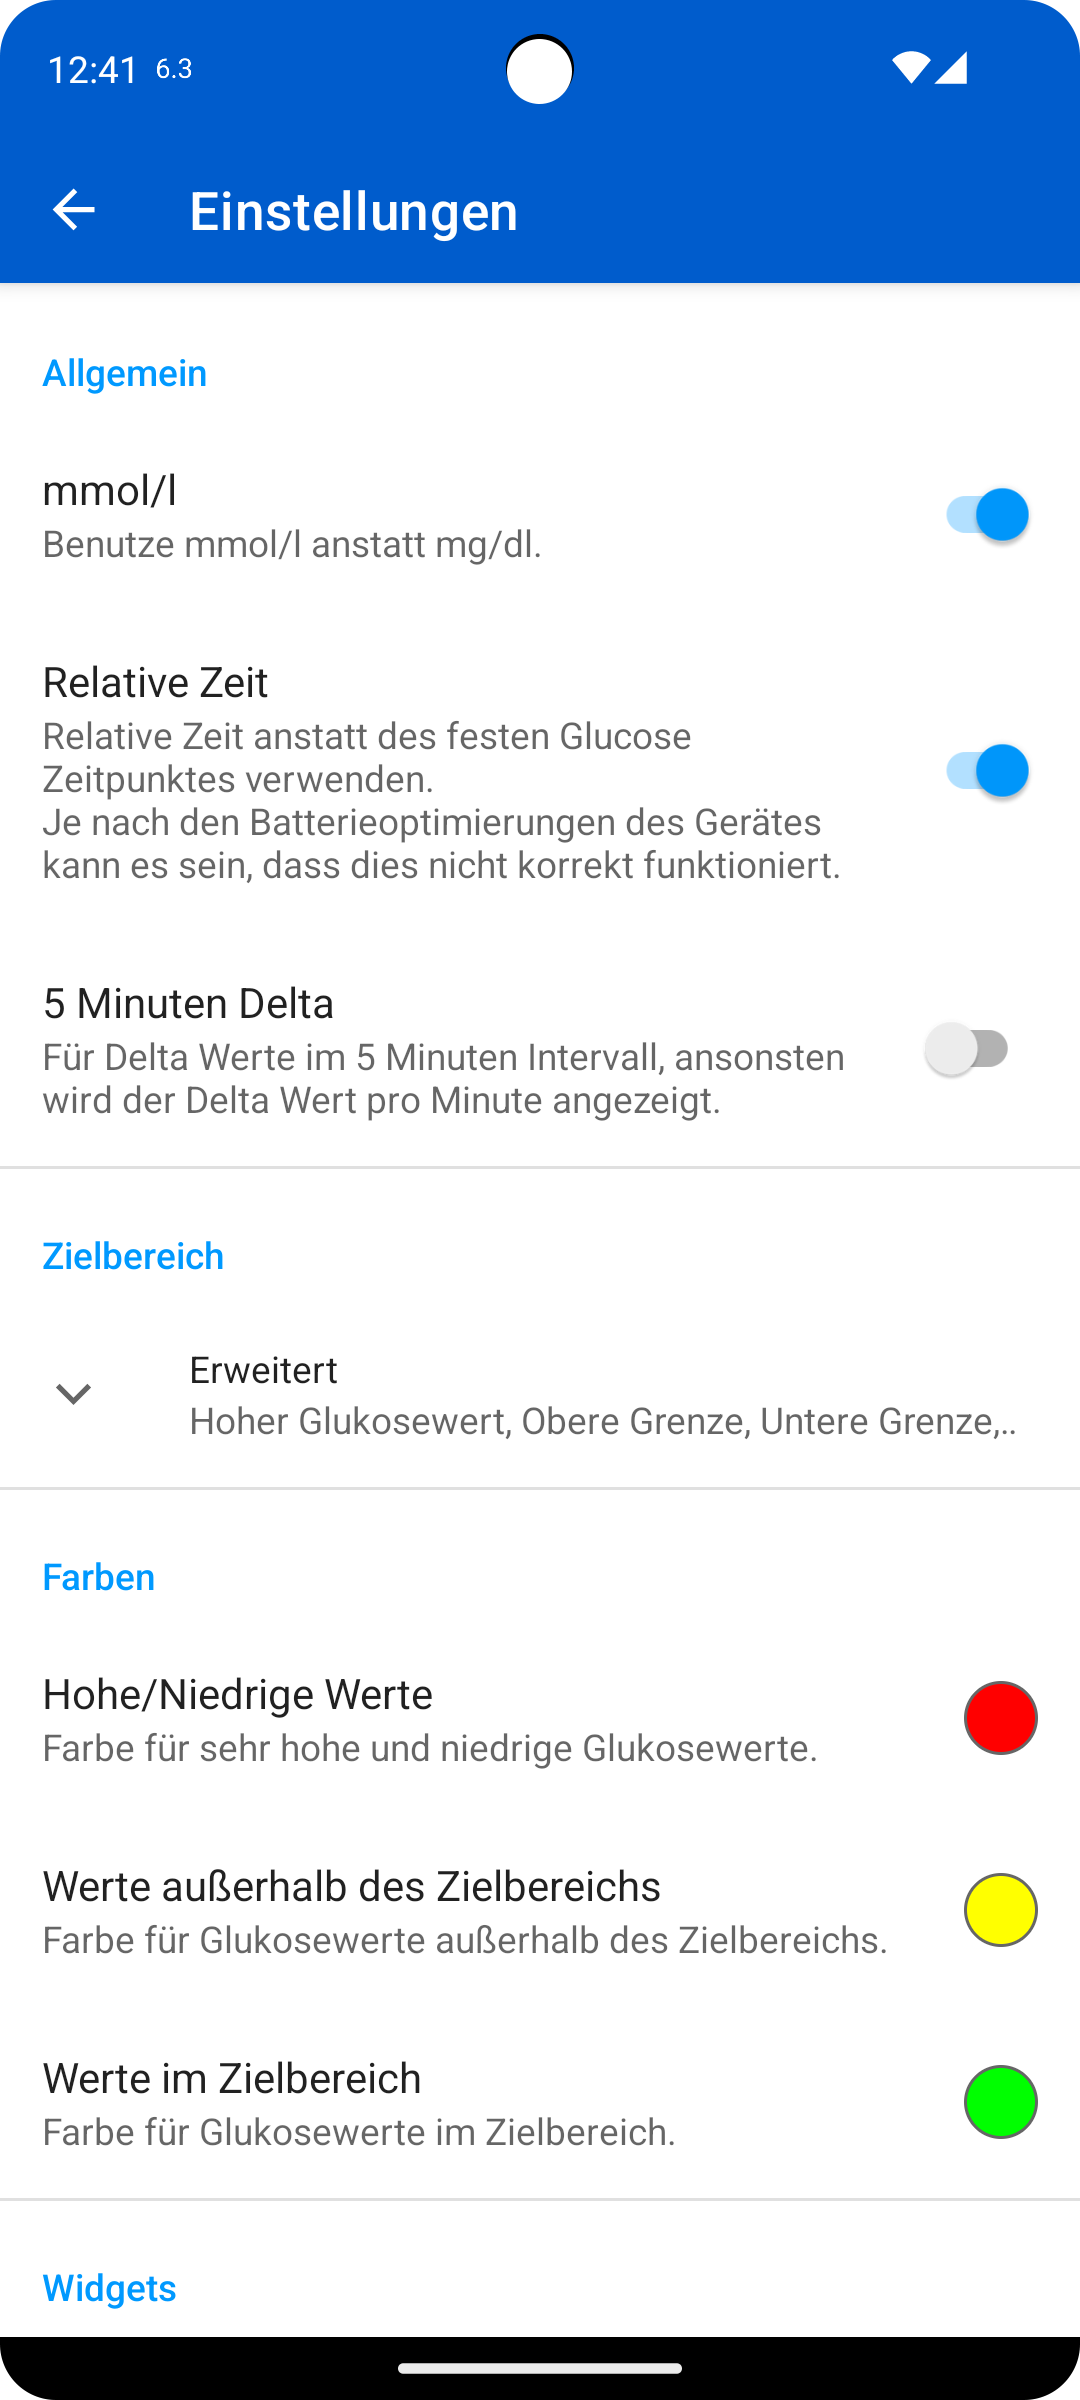 12:41 6.3
Einstellungen
Allgemein
mmol/l
Benutze mmol/l anstatt mg/dl.
Relative Zeit
Relative Zeit anstatt des festen Glucose
Zeitpunktes verwenden.
Je nach den Batterieoptimierungen des Gerätes
kann es sein, dass dies nicht korrekt funktioniert.
5 Minuten Delta
Für Delta Werte im 5 Minuten Intervall, ansonsten
wird der Delta Wert pro Minute angezeigt.
Zielbereich
Erweitert
Hoher Glukosewert, Obere Grenze, Untere Grenze,..
Farben
Hohe/Niedrige Werte
Farbe für sehr hohe und niedrige Glukosewerte.
Werte außerhalb des Zielbereichs
Farbe für Glukosewerte außerhalb des Zielbereichs.
Werte im Zielbereich
Farbe für Glukosewerte im Zielbereich.
Widgets